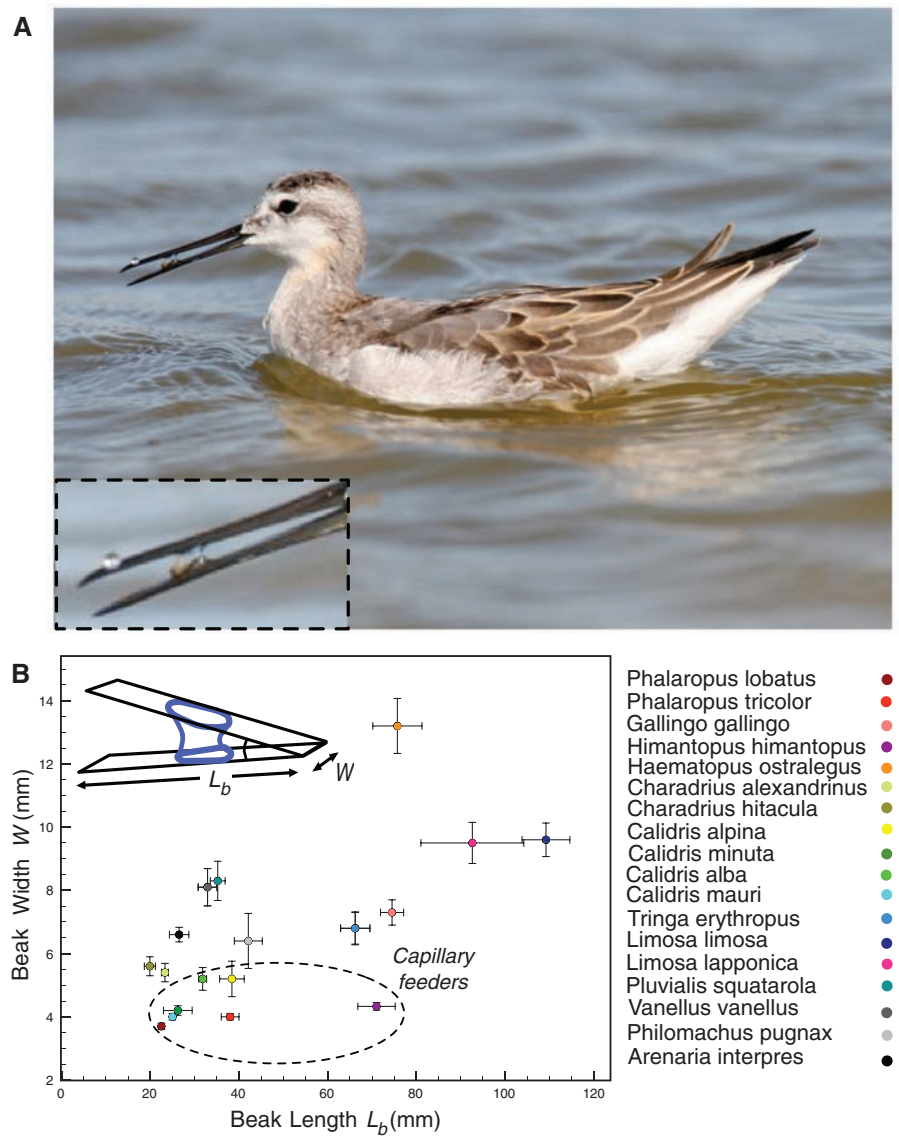 A
B
14
12
10
8
6
4
2
0
20
40
60
80
100
120
Beak Width W (mm)
Beak Length Lb (mm)
Lb
W
Capillary
feeders
Phalaropus lobatus
Phalaropus tricolor
Gallingo gallingo
Himantopus himantopus
Haematopus ostralegus
Charadrius alexandrinus
Charadrius hitacula
Calidris alpina
Calidris minuta
Calidris alba
Calidris mauri
Tringa erythropus
Limosa limosa
Limosa lapponica
Pluvialis squatarola
Vanellus vanellus
Philomachus pugnax
Arenaria interpres